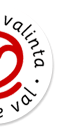 valinta
e val •